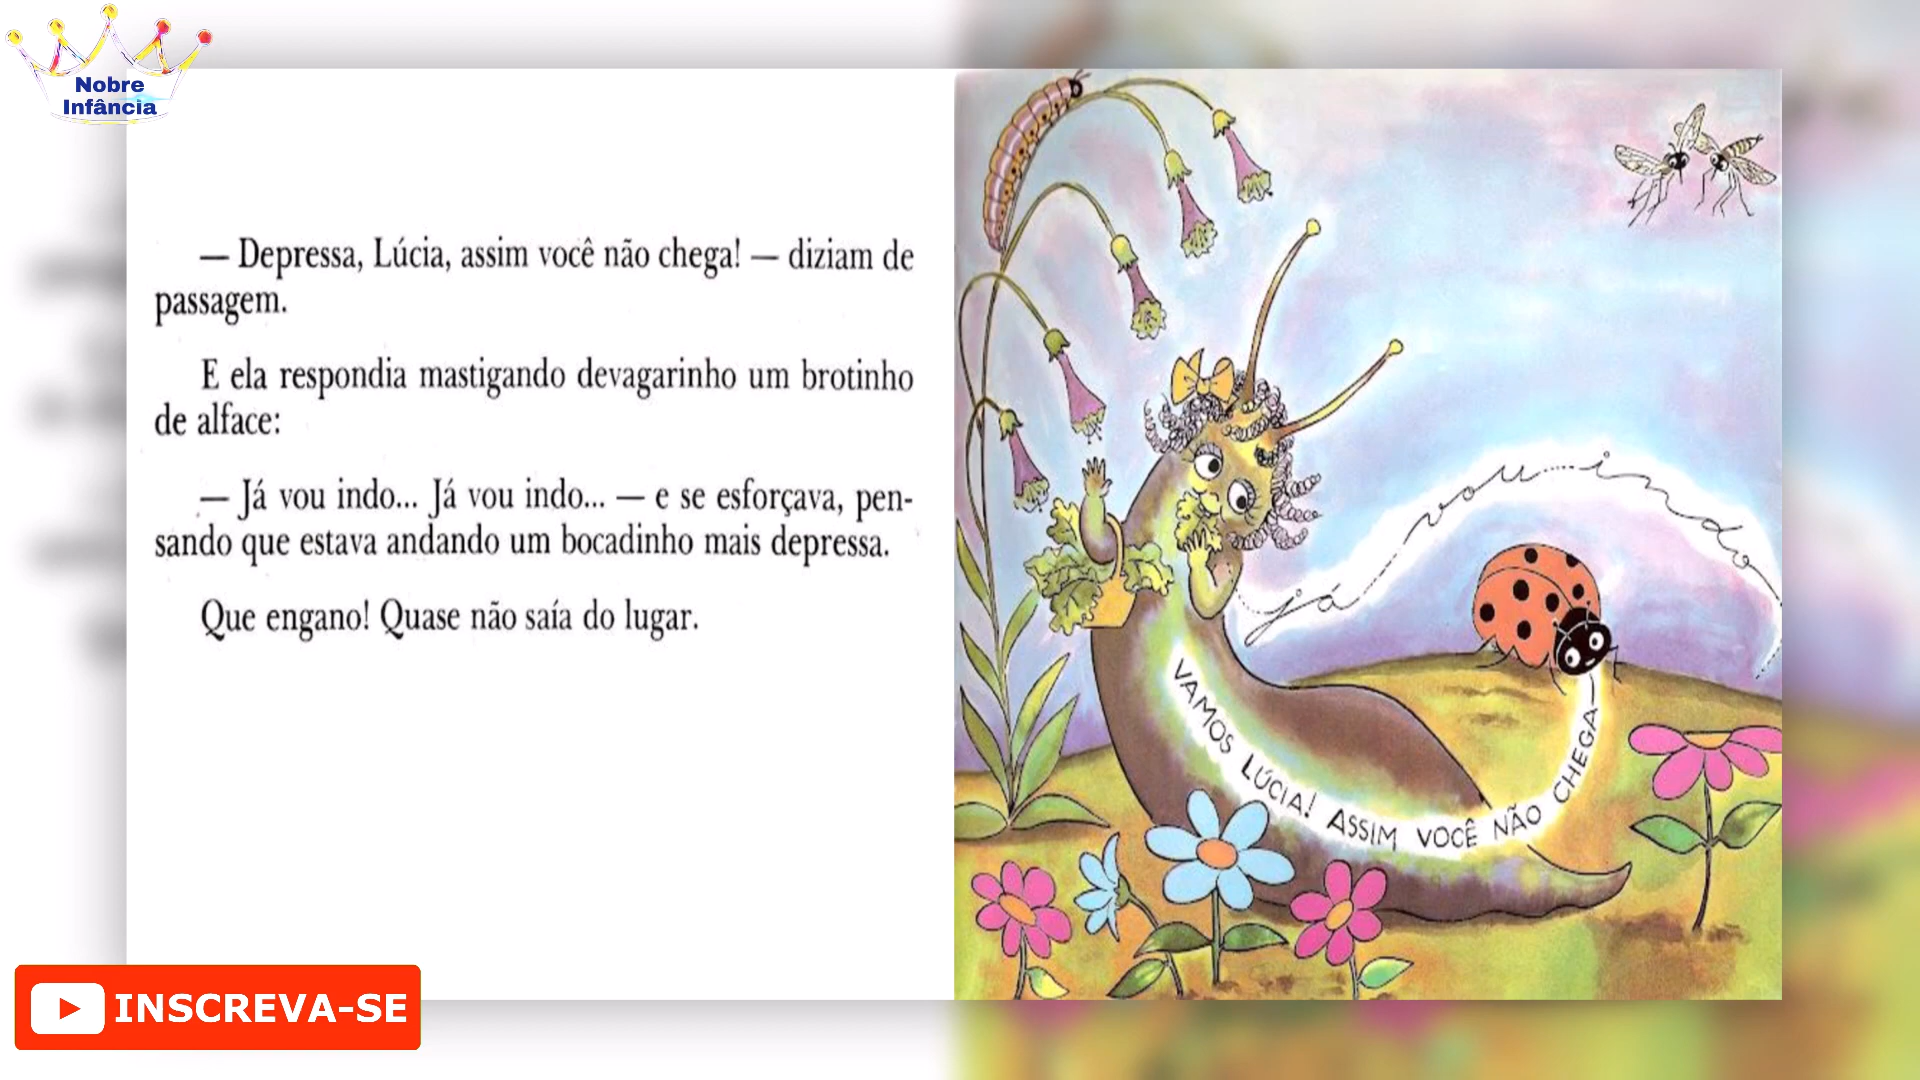 Nobre
Infância
— Depressa, Lúcia, assim você não chega! — diziam de
passagem.
E ela respondia mastigando devagarinho um brotinho
de alface:
— Já vou indo... Já vou indo... — e se esforçava, pen-
sando que estava andando um bocadinho mais depressa.
Que engano! Quase não saía do lugar.
já vou indo
VAMOS LÚCIA! ASSIM VOCÊ NÃO CHEGA
INSCREVA-SE